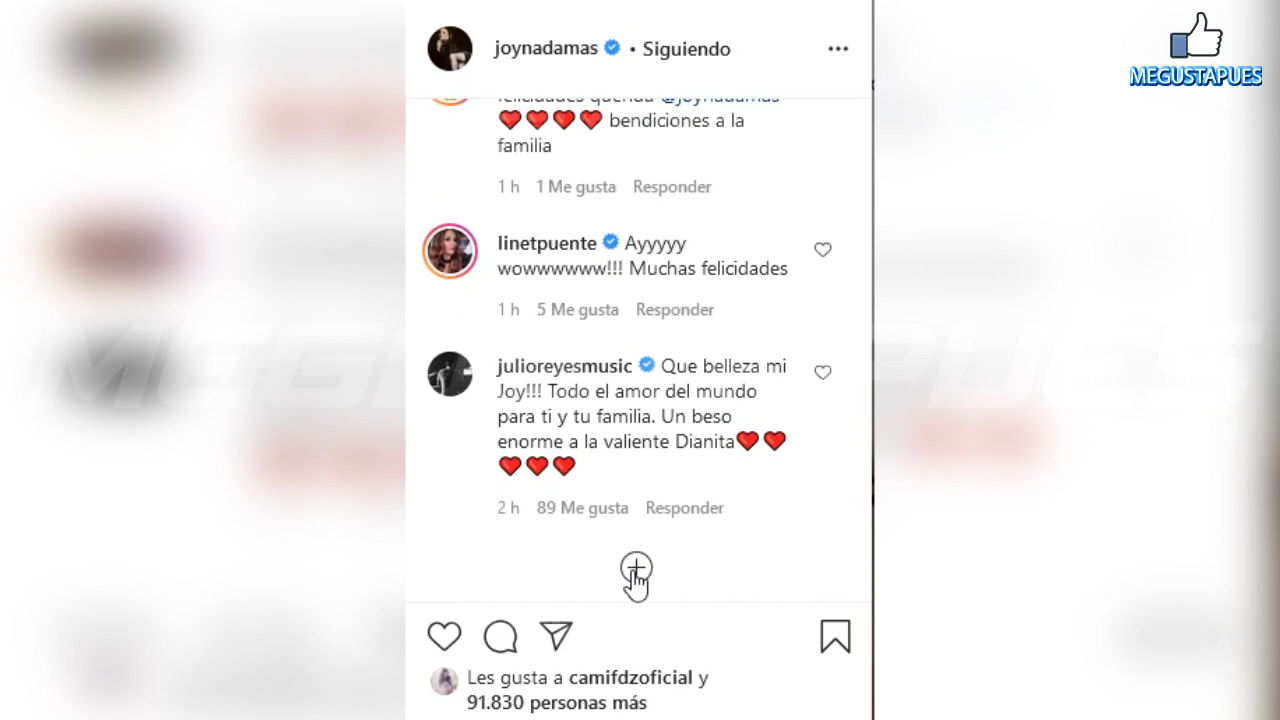 joynadamas • Siguiendo
MEGUSTAPUES
felicidades querida @joynadamas
❤️❤️❤️❤️ bendiciones a la
familia
1 h 1 Me gusta Responder
linetpuente Ayyyyy
wowwwwwww!!! Muchas felicidades
1 h 5 Me gusta Responder
julioreyesmusic Que belleza mi
Joy!!! Todo el amor del mundo
para ti y tu familia. Un beso
enorme a la valiente Dianita❤️❤️
❤️❤️❤️
2 h 89 Me gusta Responder
Les gusta a camifdzoficial y
91.830 personas más